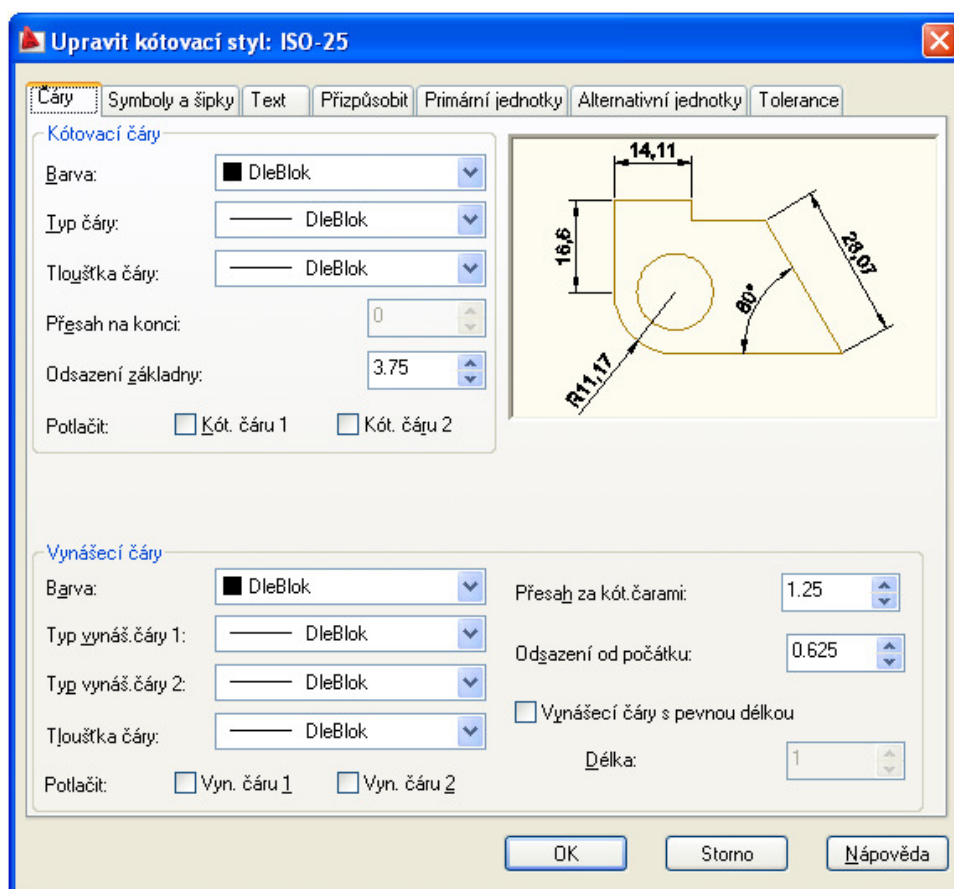 Upravit kótovací styl: ISO-25
Čáry Symboly a šipky Text Přizpůsobit Primární jednotky Alternativní jednotky Tolerance
Kótovací čáry
Barva: DleBlok
Typ čáry: DleBlok
Tloušťka čáry: DleBlok
Přesah na konci: 0
Odsazení základny: 3.75
Potlačit: Kót. čáru 1 Kót. čáru 2
14,11
16,6
28,07
60°
R11,17
Vynášecí čáry
Barva: DleBlok
Typ vynáš.čáry 1: DleBlok
Typ vynáš.čáry 2: DleBlok
Tloušťka čáry: DleBlok
Potlačit: Vyn. čáru 1 Vyn. čáru 2
Přesah za kót.čarami: 1.25
Odsazení od počátku: 0.625
Vynášecí čáry s pevnou délkou
Délka: 1
OK Storno Nápověda